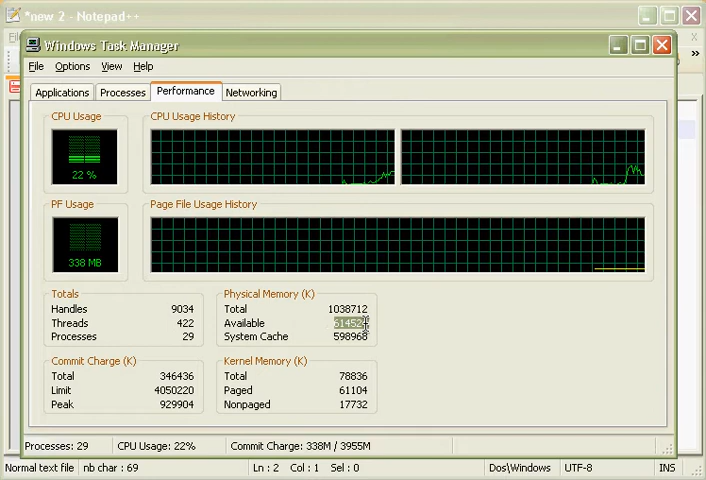 *new 2 - Notepad++
Windows Task Manager
File Options View Help
Applications Processes Performance Networking
CPU Usage
CPU Usage History
22 %
PF Usage
Page File Usage History
338 MB
Totals
Handles 9034
Threads 422
Processes 29
Physical Memory (K)
Total 1038712
Available 614524
System Cache 598968
Commit Charge (K)
Total 346436
Limit 4050220
Peak 929904
Kernel Memory (K)
Total 78836
Paged 61104
Nonpaged 17732
Processes: 29 CPU Usage: 22% Commit Charge: 338M / 3955M
Normal text file nb char : 69 Ln : 2 Col : 1 Sel : 0 Dos\Windows UTF-8 INS